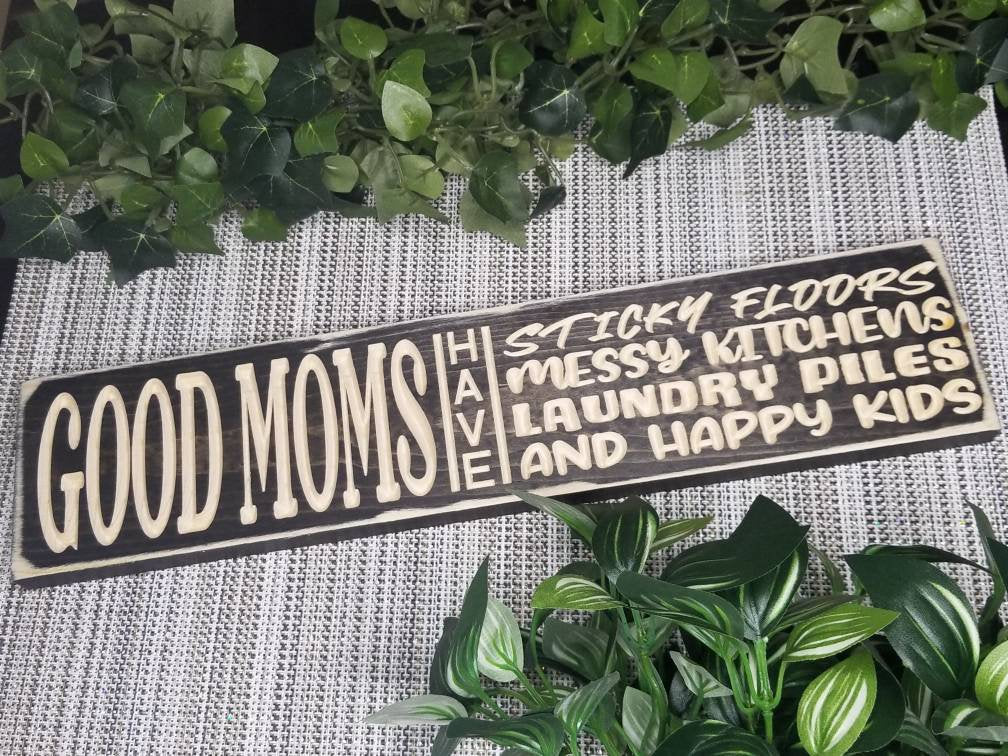 GOOD MOMS
HAVE
STICKY FLOORS
MESSY KITCHENS
LAUNDRY PILES
AND HAPPY KIDS